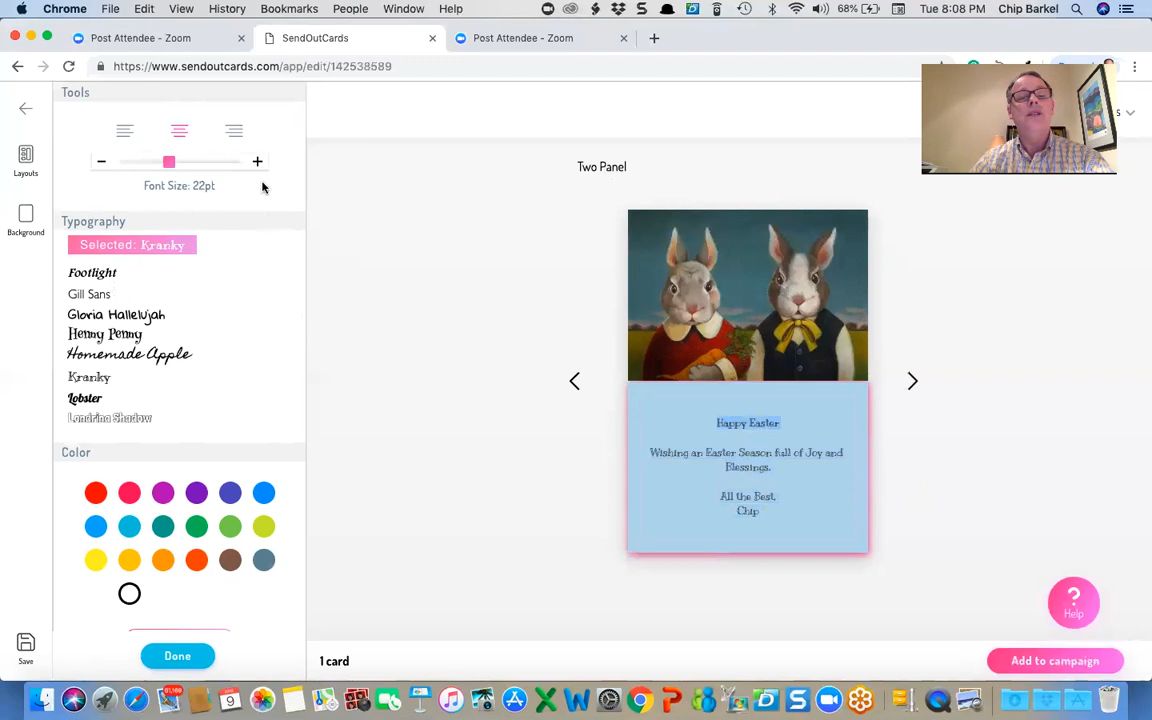 Chrome File Edit View History Bookmarks People Window Help 68% Tue 8:08 PM Chip Barkel
Post Attendee - Zoom SendOutCards Post Attendee - Zoom
https://www.sendoutcards.com/app/edit/142538589
Tools
Font Size: 22pt
Layouts
Background
Typography
Selected: Kranky
Footlight
Gill Sans
Gloria Hallelujah
Henny Penny
Homemade Apple
Kranky
Lobster
Londrina Shadow
Color
Done
Save
Two Panel
Happy Easter
Wishing an Easter Season full of Joy and
Blessings.
All the Best,
Chip
?
Help
1 card
Add to campaign